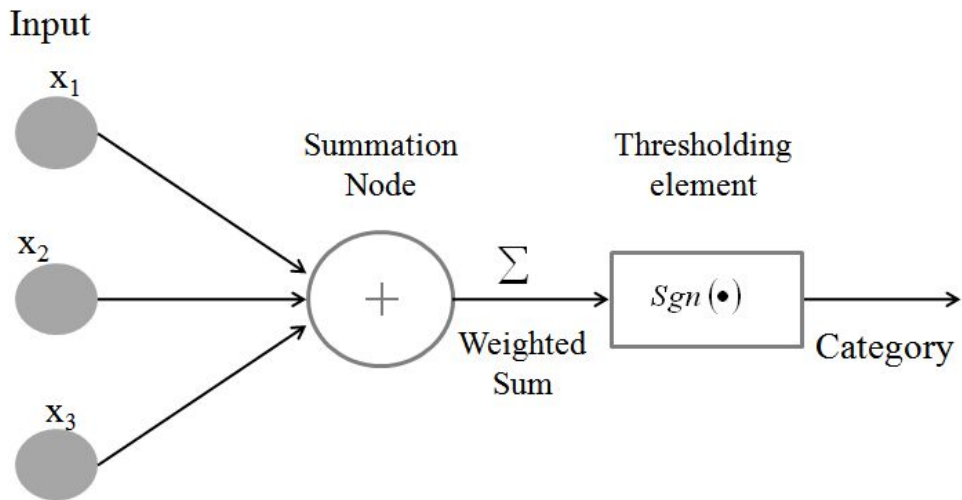 Input
x₁
x₂
x₃
Summation
Node
+
∑
Weighted
Sum
Thresholding
element
Sgn (•)
Category